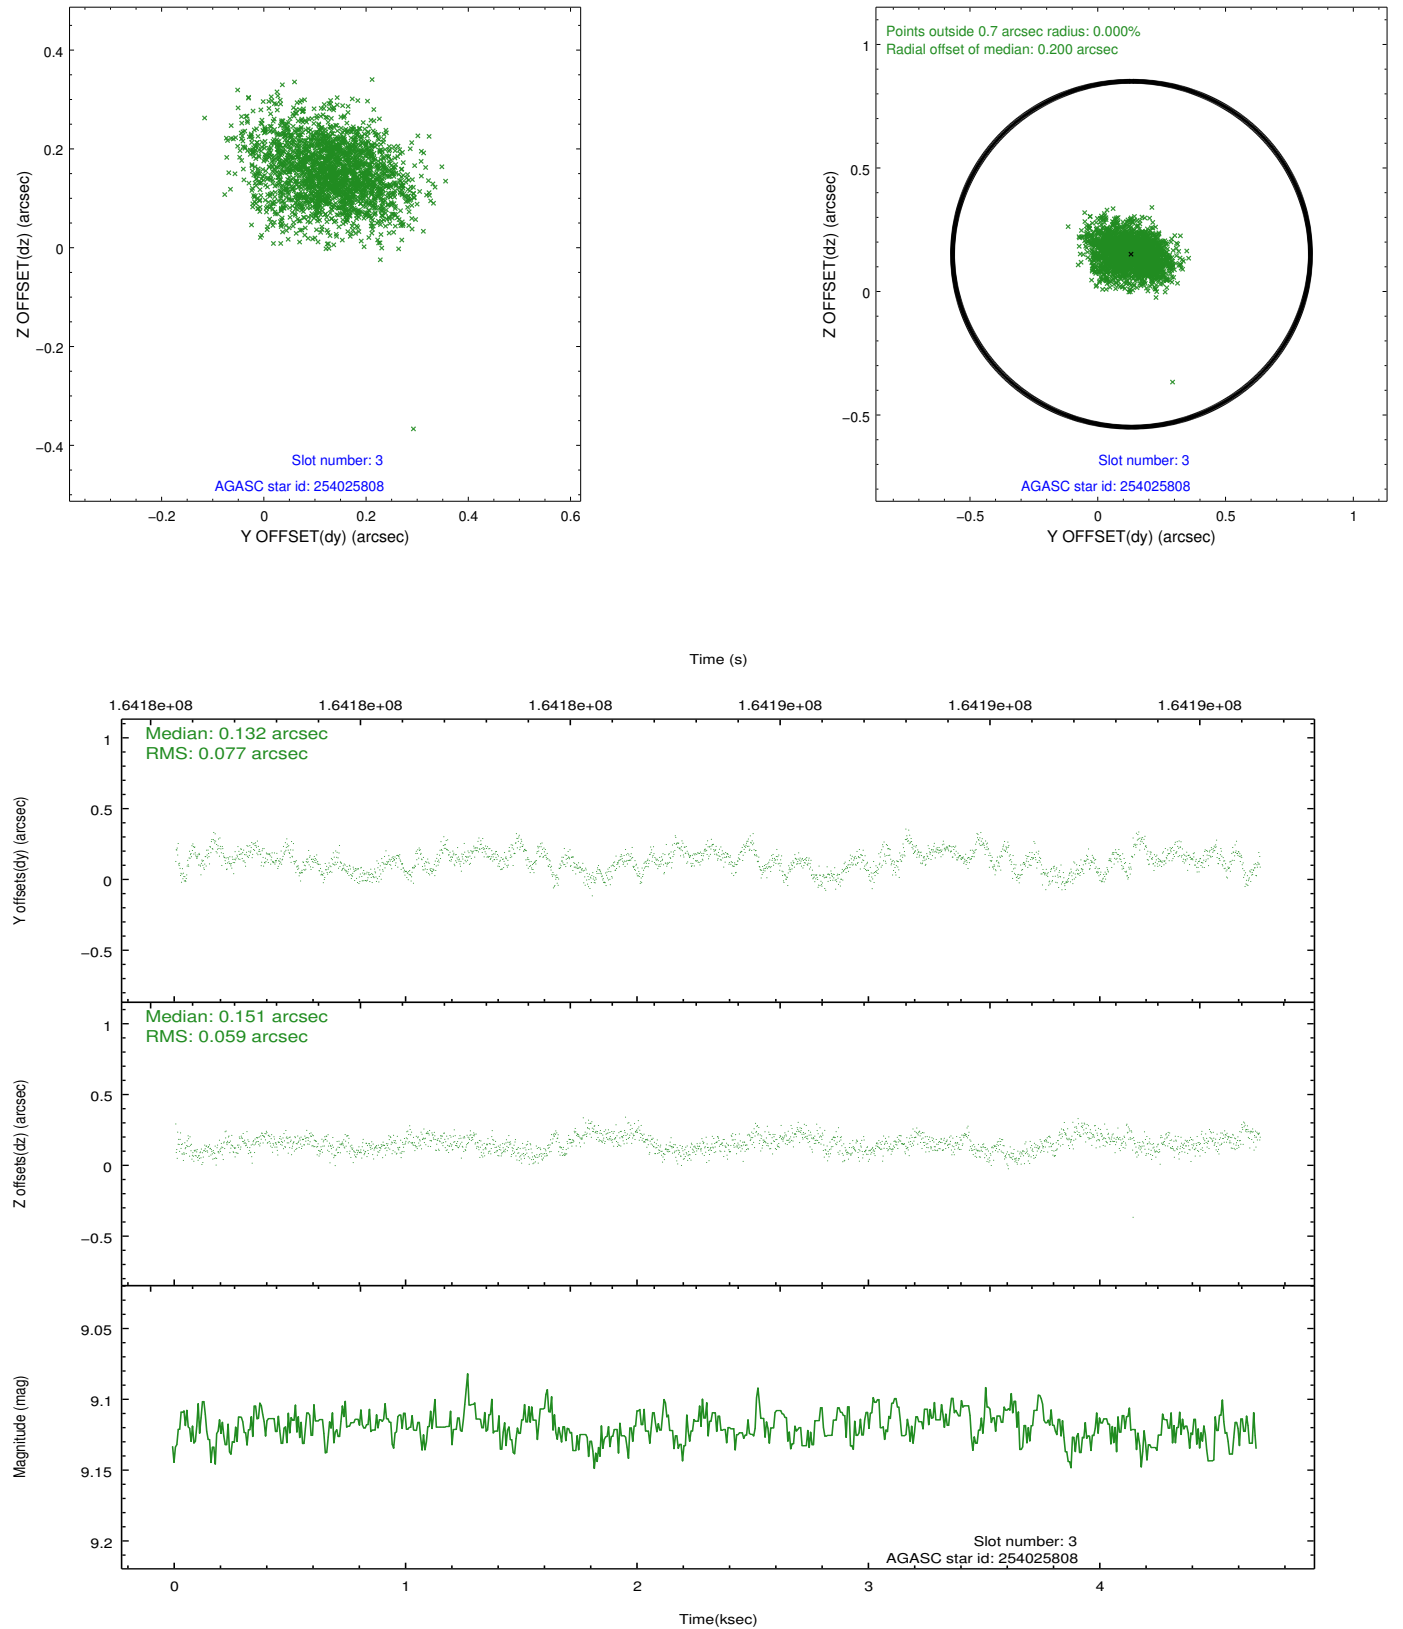 0.4
0.2
0
−0.2
−0.4
Z OFFSET(dz) (arcsec)
Slot number: 3
AGASC star id: 254025808
−0.2 0 0.2 0.4 0.6
Y OFFSET(dy) (arcsec)
Points outside 0.7 arcsec radius: 0.000%
Radial offset of median: 0.200 arcsec
1
0.5
0
−0.5
Z OFFSET(dz) (arcsec)
Slot number: 3
AGASC star id: 254025808
−0.5 0 0.5 1
Y OFFSET(dy) (arcsec)
Time (s)
1.6418e+08 1.6418e+08 1.6418e+08 1.6419e+08 1.6419e+08 1.6419e+08
Median: 0.132 arcsec
RMS: 0.077 arcsec
1
0.5
0
−0.5
Y offsets(dy) (arcsec)
Median: 0.151 arcsec
RMS: 0.059 arcsec
1
0.5
0
−0.5
Z offsets(dz) (arcsec)
9.05
9.1
9.15
9.2
Magnitude (mag)
Slot number: 3
AGASC star id: 254025808
0 1 2 3 4
Time(ksec)